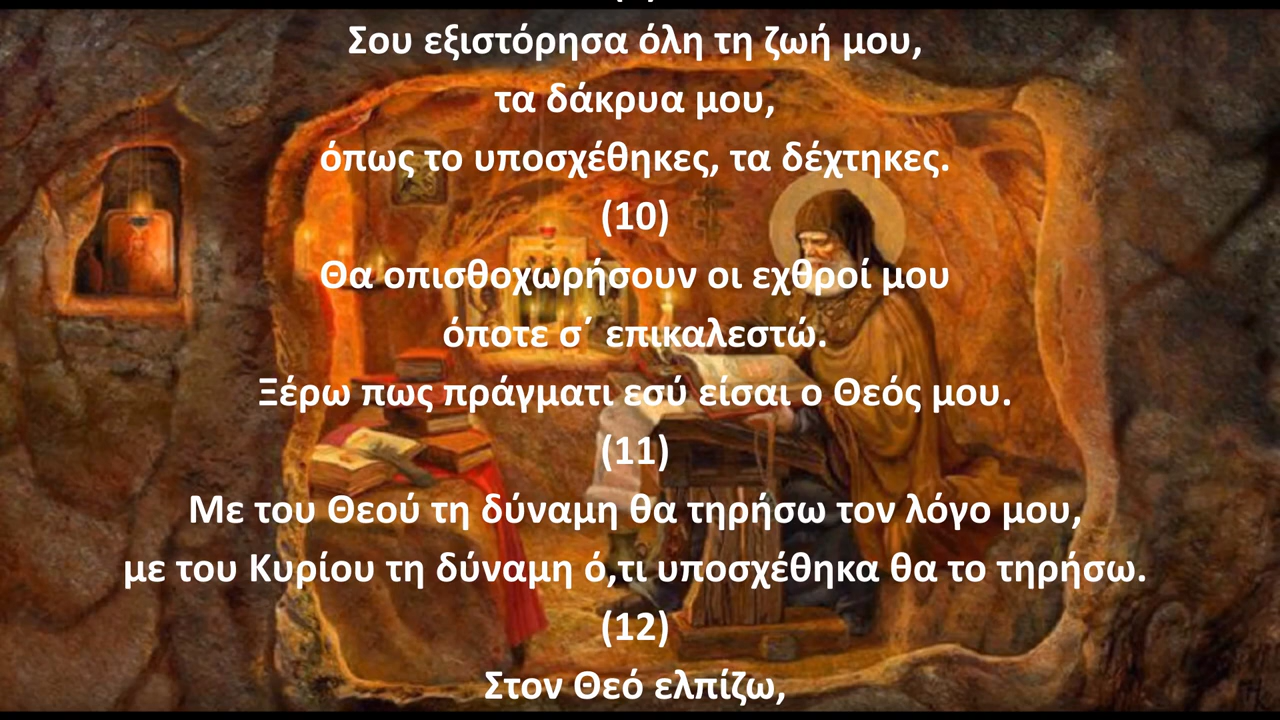 Σου εξιστόρησα όλη τη ζωή μου,
τα δάκρυα μου,
όπως το υποσχέθηκες, τα δέχτηκες.
(10)
Θα οπισθοχωρήσουν οι εχθροί μου
όποτε σ΄ επικαλεστώ.
Ξέρω πως πράγματι εσύ είσαι ο Θεός μου.
(11)
Με του Θεού τη δύναμη θα τηρήσω τον λόγο μου,
με του Κυρίου τη δύναμη ό,τι υποσχέθηκα θα το τηρήσω.
(12)
Στον Θεό ελπίζω,